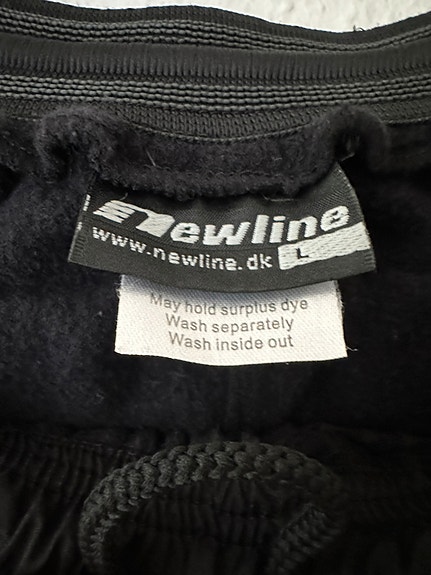 newline
www.newline.dk
L
May hold surplus dye
Wash separately
Wash inside out